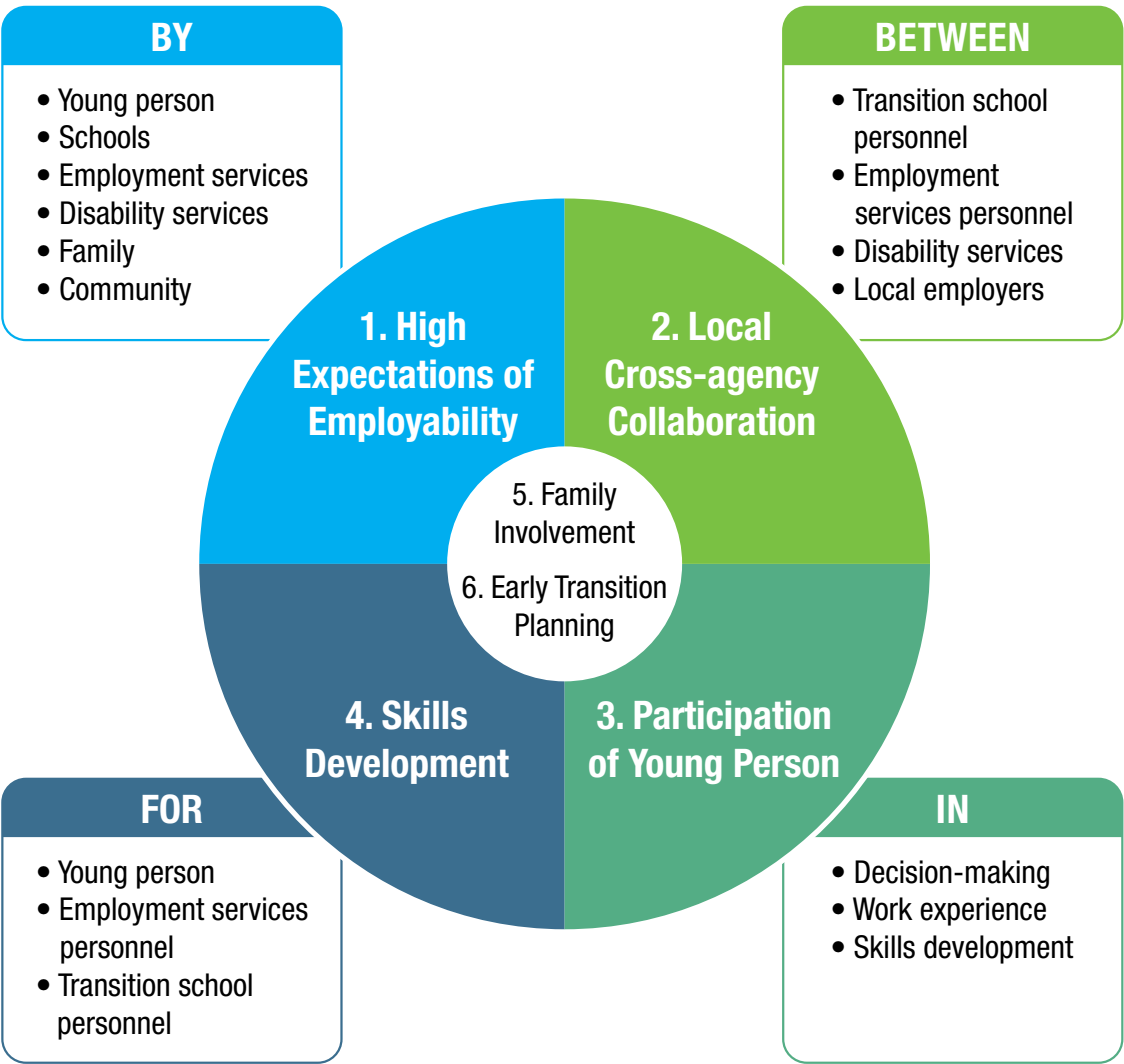 BY
• Young person
• Schools
• Employment services
• Disability services
• Family
• Community
BETWEEN
• Transition school
personnel
• Employment
services personnel
• Disability services
• Local employers
1. High
Expectations of
Employability
2. Local
Cross-agency
Collaboration
5. Family
Involvement
6. Early Transition
Planning
4. Skills
Development
3. Participation
of Young Person
FOR
• Young person
• Employment services
personnel
• Transition school
personnel
IN
• Decision-making
• Work experience
• Skills development